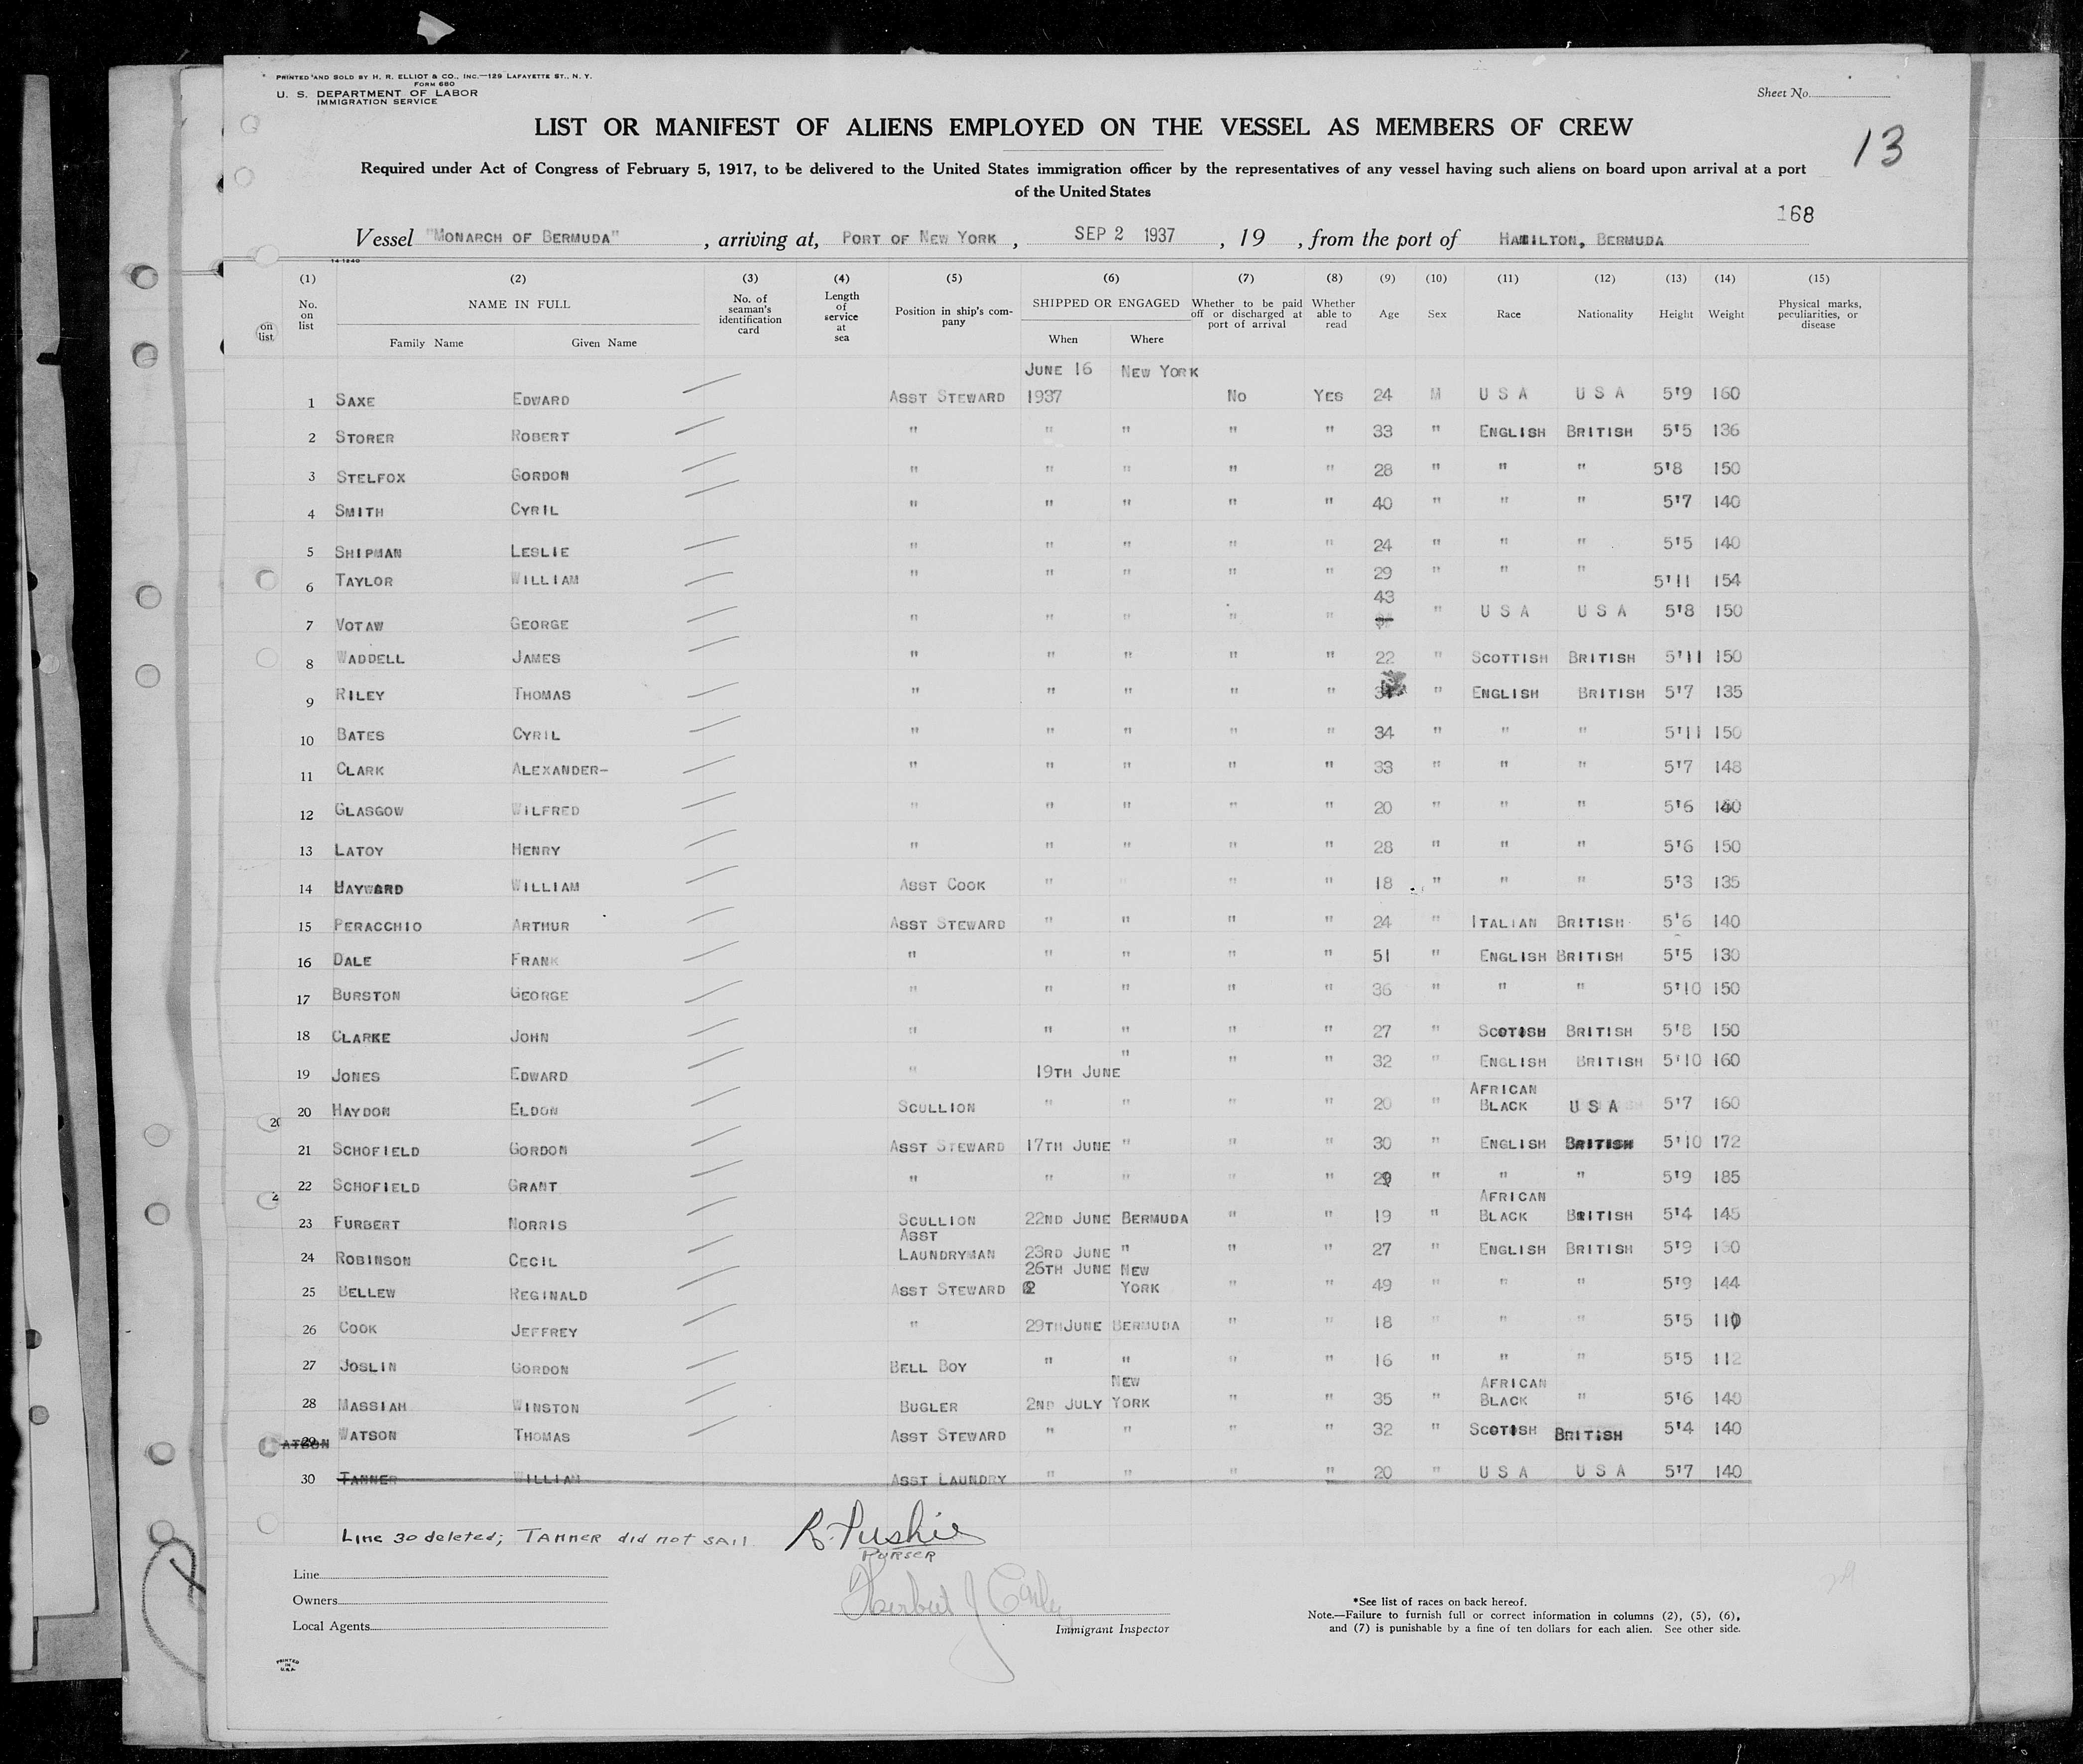 PRINTED AND SOLD BY H. R. ELLIOT & CO., INC.—129 LAFAYETTE ST., N. Y.
FORM 680
U. S. DEPARTMENT OF LABOR
IMMIGRATION SERVICE
Sheet No.
LIST OR MANIFEST OF ALIENS EMPLOYED ON THE VESSEL AS MEMBERS OF CREW
13
Required under Act of Congress of February 5, 1917, to be delivered to the United States immigration officer by the representatives of any vessel having such aliens on board upon arrival at a port
of the United States
168
Vessel "MONARCH OF BERMUDA", arriving at, PORT OF NEW YORK, SEP 2 1937, 19 , from the port of HAMILTON, BERMUDA
14-1240
(1) (2) (3) (4) (5) (6) (7) (8) (9) (10) (11) (12) (13) (14) (15)
on list No. on list NAME IN FULL No. of seaman's identification card Length of service at sea Position in ship's company SHIPPED OR ENGAGED Whether to be paid off or discharged at port of arrival Whether able to read Age Sex Race Nationality Height Weight Physical marks, peculiarities, or disease
Family Name Given Name When Where
JUNE 16 NEW YORK
1 SAXE EDWARD ASST STEWARD 1937 NO YES 24 M U S A U S A 5'9 160
2 STORER ROBERT " " " " " 33 " ENGLISH BRITISH 5'5 136
3 STELFOX GORDON " " " " " 28 " " " 5'8 150
4 SMITH CYRIL " " " " " 40 " " " 5'7 140
5 SHIPMAN LESLIE " " " " " 24 " " " 5'5 140
6 TAYLOR WILLIAM " " " " " 29 " " " 5'11 154
43
7 VOTAW GEORGE " " " " " " U S A U S A 5'8 150
8 WADDELL JAMES " " " " " 22 " SCOTTISH BRITISH 5'11 150
9 RILEY THOMAS " " " " " " ENGLISH BRITISH 5'7 135
10 BATES CYRIL " " " " " 34 " " " 5'11 150
11 CLARK ALEXANDER- " " " " " 33 " " " 5'7 148
12 GLASGOW WILFRED " " " " " 20 " " " 5'6 140
13 LATOY HENRY " " " " " 28 " " " 5'6 150
14 HAYWARD WILLIAM ASST COOK " " " " 18 " " " 5'3 135
15 PERACCHIO ARTHUR ASST STEWARD " " " " 24 " ITALIAN BRITISH 5'6 140
16 DALE FRANK " " " " " 51 " ENGLISH BRITISH 5'5 130
17 BURSTON GEORGE " " " " " 36 " " " 5'10 150
18 CLARKE JOHN " " " " " 27 " SCOTISH BRITISH 5'8 150
19 JONES EDWARD " 19TH JUNE " " " 32 " ENGLISH BRITISH 5'10 160
AFRICAN
20 20 HAYDON ELDON SCULLION " " " " 20 " BLACK U S A 5'7 160
21 SCHOFIELD GORDON ASST STEWARD 17TH JUNE " " " 30 " ENGLISH BRITISH 5'10 172
22 SCHOFIELD GRANT " " " " " 29 " " " 5'9 185
AFRICAN
23 FURBERT NORRIS SCULLION 22ND JUNE BERMUDA " " 19 " BLACK BRITISH 5'4 145
ASST
24 ROBINSON CECIL LAUNDRYMAN 23RD JUNE " " " 27 " ENGLISH BRITISH 5'9 130
26TH JUNE NEW
25 BELLEW REGINALD ASST STEWARD YORK " " 49 " " " 5'9 144
26 COOK JEFFREY " 29TH JUNE BERMUDA " " 18 " " " 5'5 110
27 JOSLIN GORDON BELL BOY " " " " 16 " " " 5'5 112
NEW AFRICAN
28 MASSIAH WINSTON BUGLER 2ND JULY YORK " " 35 " BLACK " 5'6 140
29 WATSON THOMAS ASST STEWARD " " " " 32 " SCOTISH BRITISH 5'4 140
30 TANNER WILLIAM ASST LAUNDRY " " " " 20 " U S A U S A 5'7 140
Line 30 deleted; TANNER did not SAIl R. Pushie
PURSER
Line
Owners
Local Agents
Herbert J
Immigrant Inspector
*See list of races on back hereof.
Note.—Failure to furnish full or correct information in columns (2), (5), (6),
and (7) is punishable by a fine of ten dollars for each alien. See other side.
29
PRINTED
IN
U.S.A.